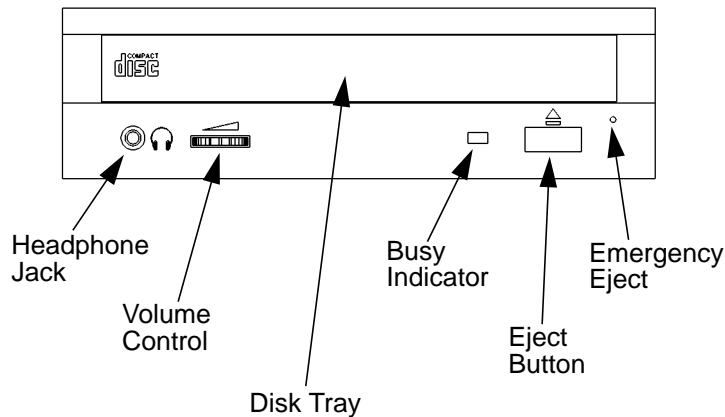 COMPACT
disc
Headphone
Jack
Volume
Control
Disk Tray
Busy
Indicator
Eject
Button
Emergency
Eject